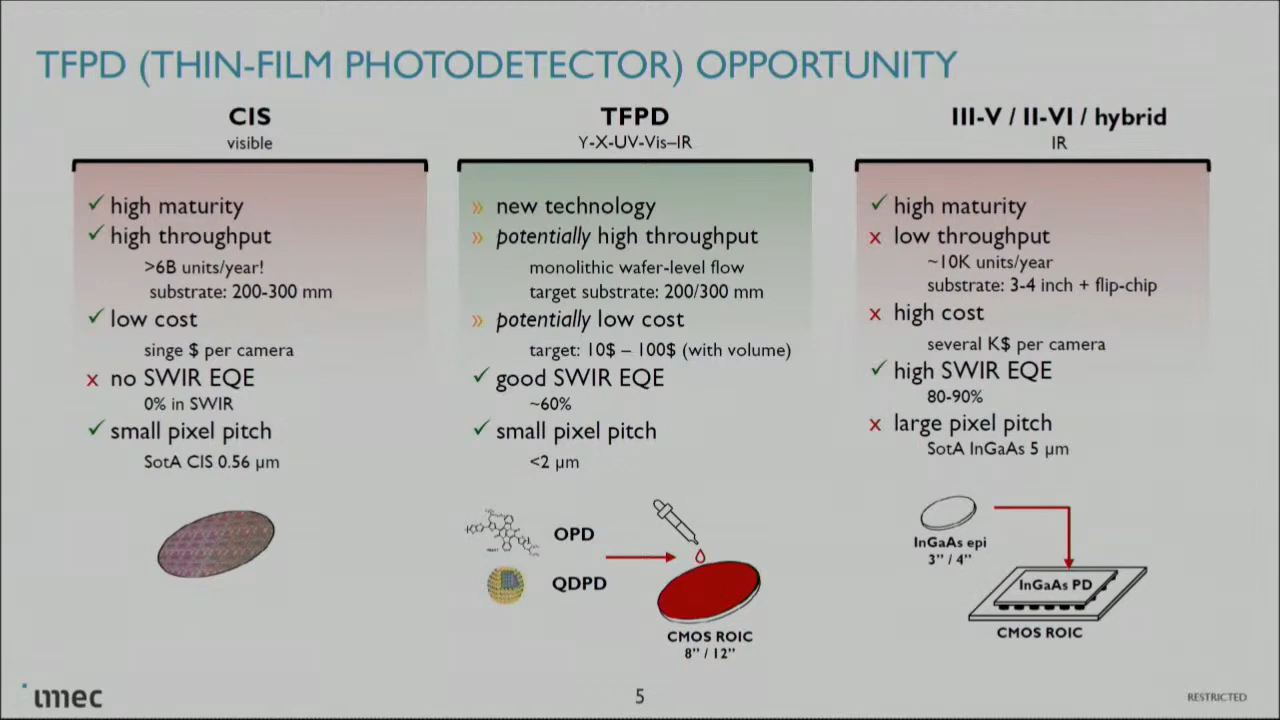 TFPD (THIN-FILM PHOTODETECTOR) OPPORTUNITY
CIS
visible
✓ high maturity
✓ high throughput
>6B units/year!
substrate: 200-300 mm
✓ low cost
singe $ per camera
x no SWIR EQE
0% in SWIR
✓ small pixel pitch
SotA CIS 0.56 µm
TFPD
Y-X-UV-Vis–IR
» new technology
» potentially high throughput
monolithic wafer-level flow
target substrate: 200/300 mm
» potentially low cost
target: 10$ – 100$ (with volume)
✓ good SWIR EQE
~60%
✓ small pixel pitch
<2 µm
OPD
QDPD
CMOS ROIC
8” / 12”
III-V / II-VI / hybrid
IR
✓ high maturity
x low throughput
~10K units/year
substrate: 3-4 inch + flip-chip
x high cost
several K$ per camera
✓ high SWIR EQE
80-90%
x large pixel pitch
SotA InGaAs 5 µm
InGaAs epi
3” / 4”
InGaAs PD
CMOS ROIC
imec
5
RESTRICTED